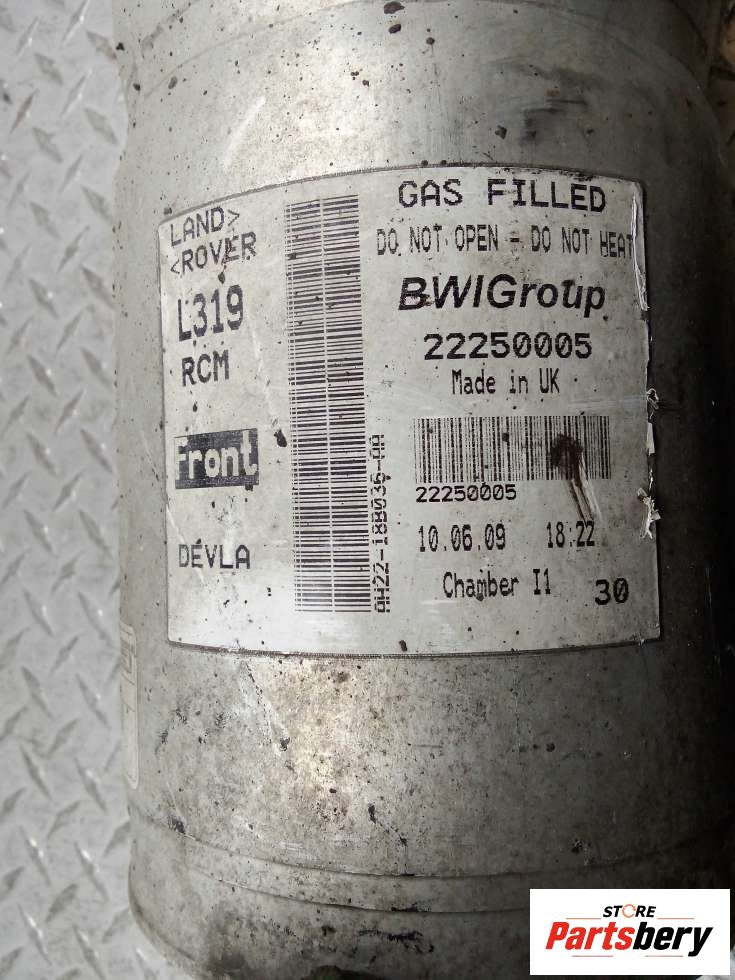 LAND>
<ROVER
L319
RCM
Front
DÉVLA
AH22-18B036-AA
GAS FILLED
DO NOT OPEN - DO NOT HEAT
BWIGroup
22250005
Made in UK
22250005
10.06.09 18:22
Chamber I1 30
STORE
Partsbery